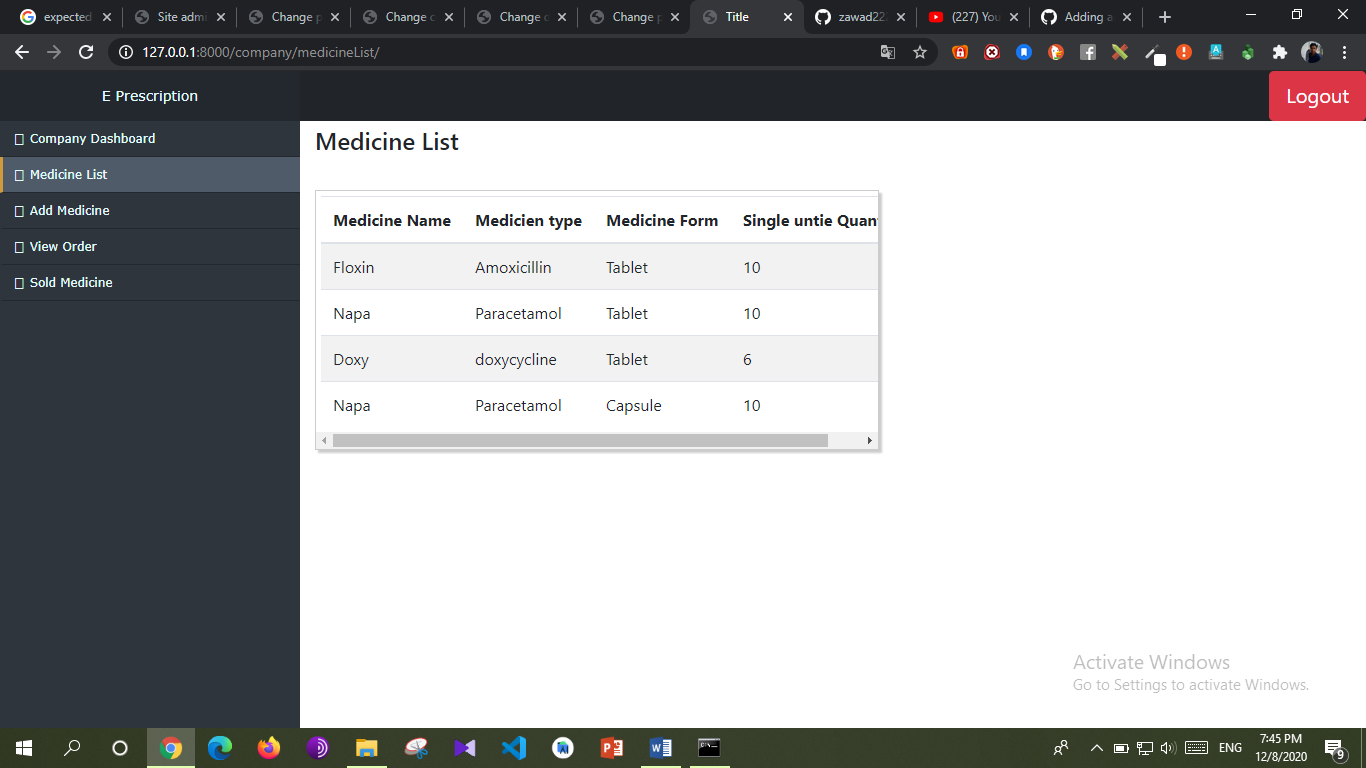 expected Site admi Change p Change c Change c Change p Title zawad22 (227) You Adding a
127.0.0.1:8000/company/medicineList/
E Prescription
Logout
Company Dashboard
Medicine List
Add Medicine
View Order
Sold Medicine
Medicine List
Medicine Name Medicien type Medicine Form Single untie Quan
Floxin Amoxicillin Tablet 10
Napa Paracetamol Tablet 10
Doxy doxycycline Tablet 6
Napa Paracetamol Capsule 10
Activate Windows
Go to Settings to activate Windows.
ENG
7:45 PM
12/8/2020
9